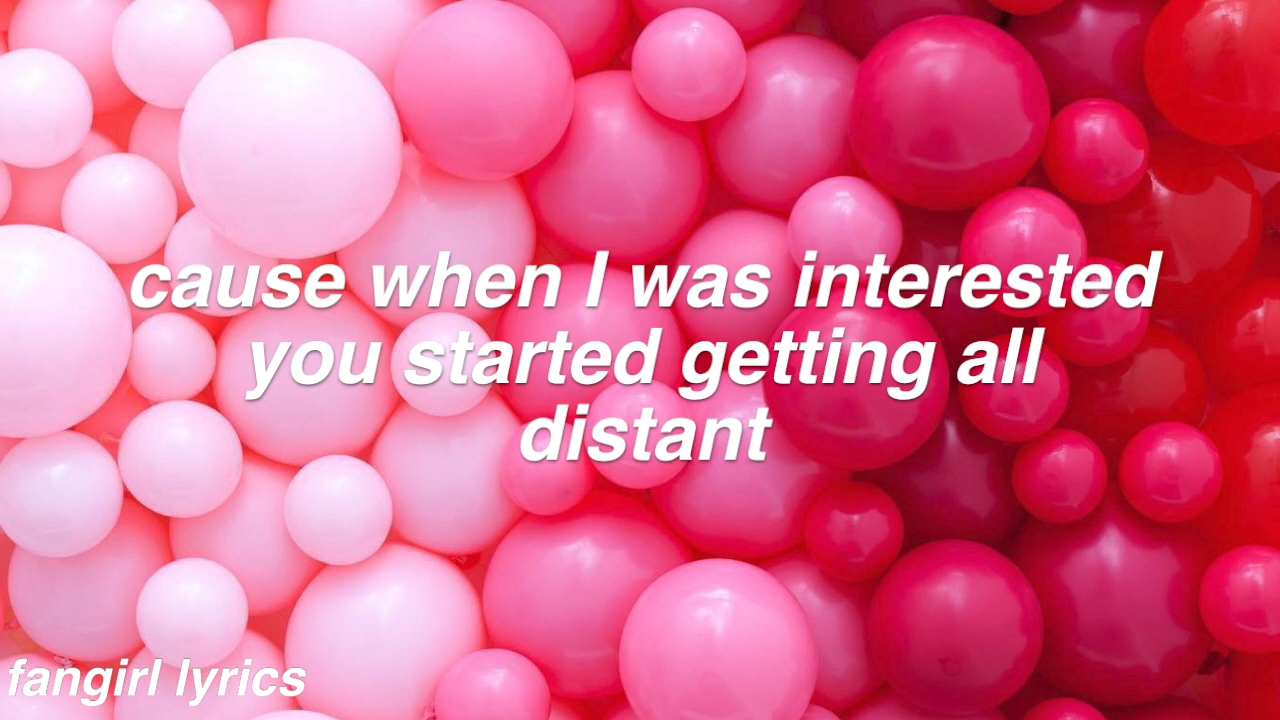 cause when I was interested
you started getting all
distant
fangirl lyrics